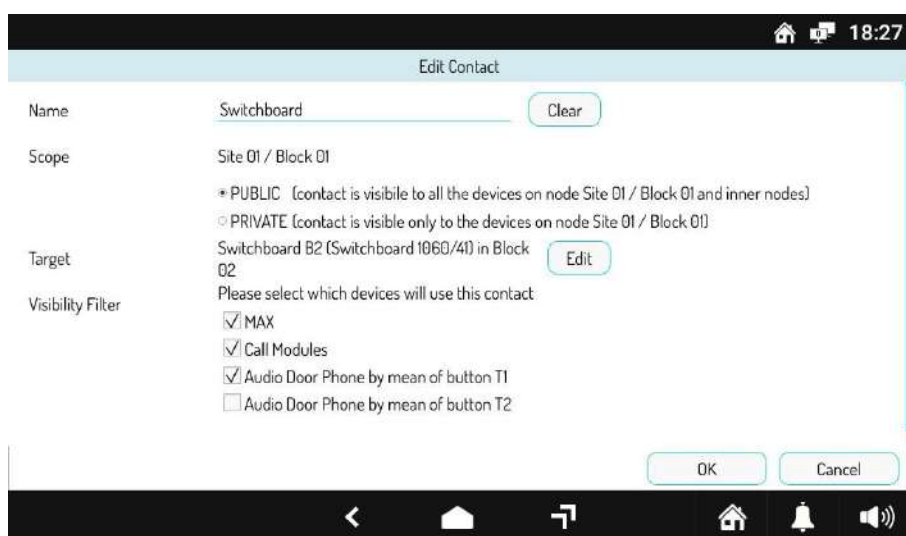 18:27
Edit Contact
Name Switchboard Clear
Scope Site 01 / Block 01
PUBLIC (contact is visibile to all the devices on node Site 01 / Block 01 and inner nodes)
PRIVATE (contact is visible only to the devices on node Site 01 / Block 01)
Target Switchboard B2 (Switchboard 1060/41) in Block
02 Edit
Visibility Filter Please select which devices will use this contact
MAX
Call Modules
Audio Door Phone by mean of button T1
Audio Door Phone by mean of button T2
OK Cancel